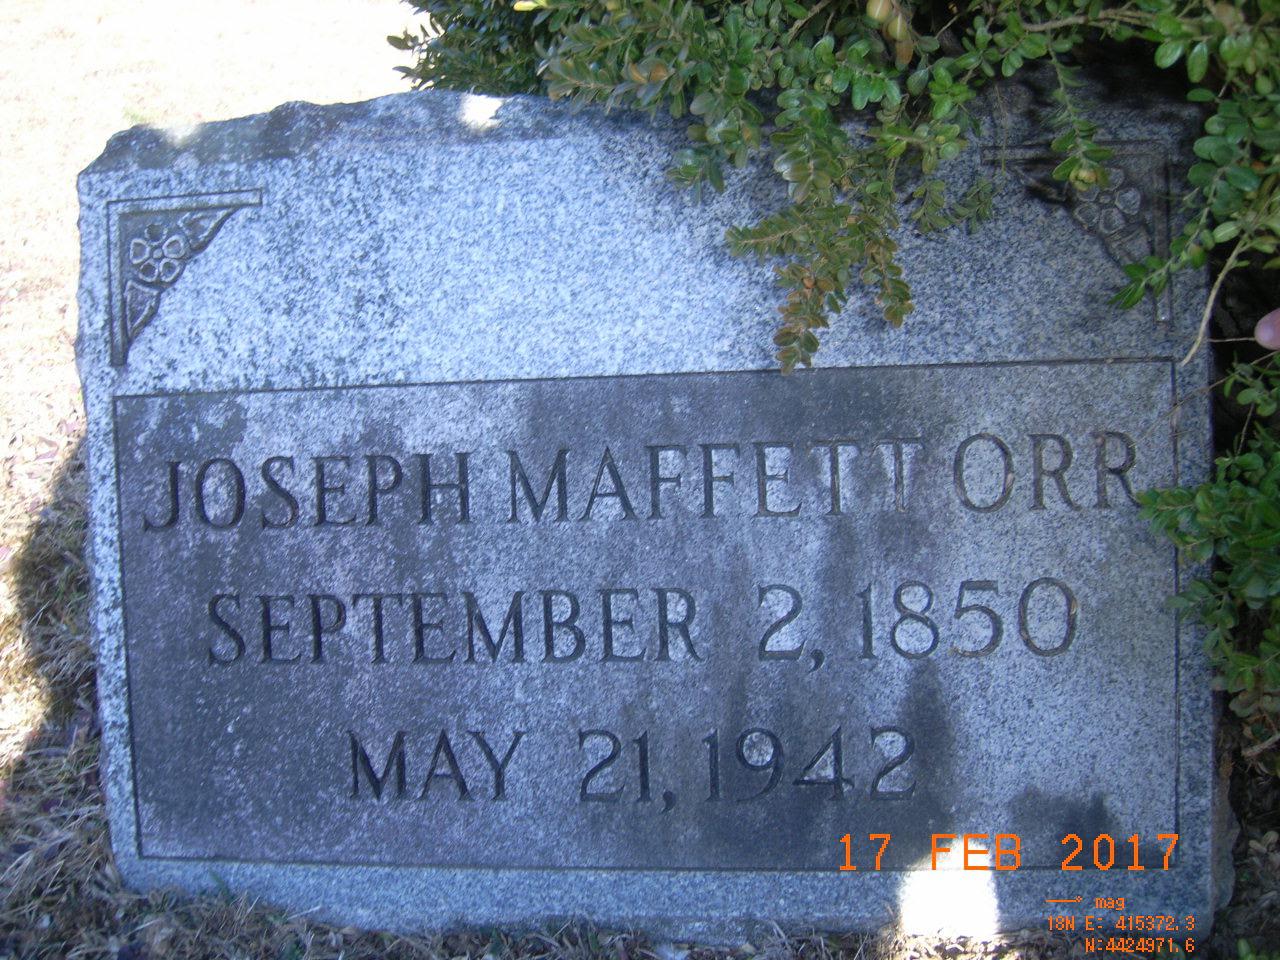 JOSEPH MAFFETT ORR
SEPTEMBER 2, 1850
MAY 21, 1942
17 FEB 2017
mag
18N E: 415372.3
N:4424971.6